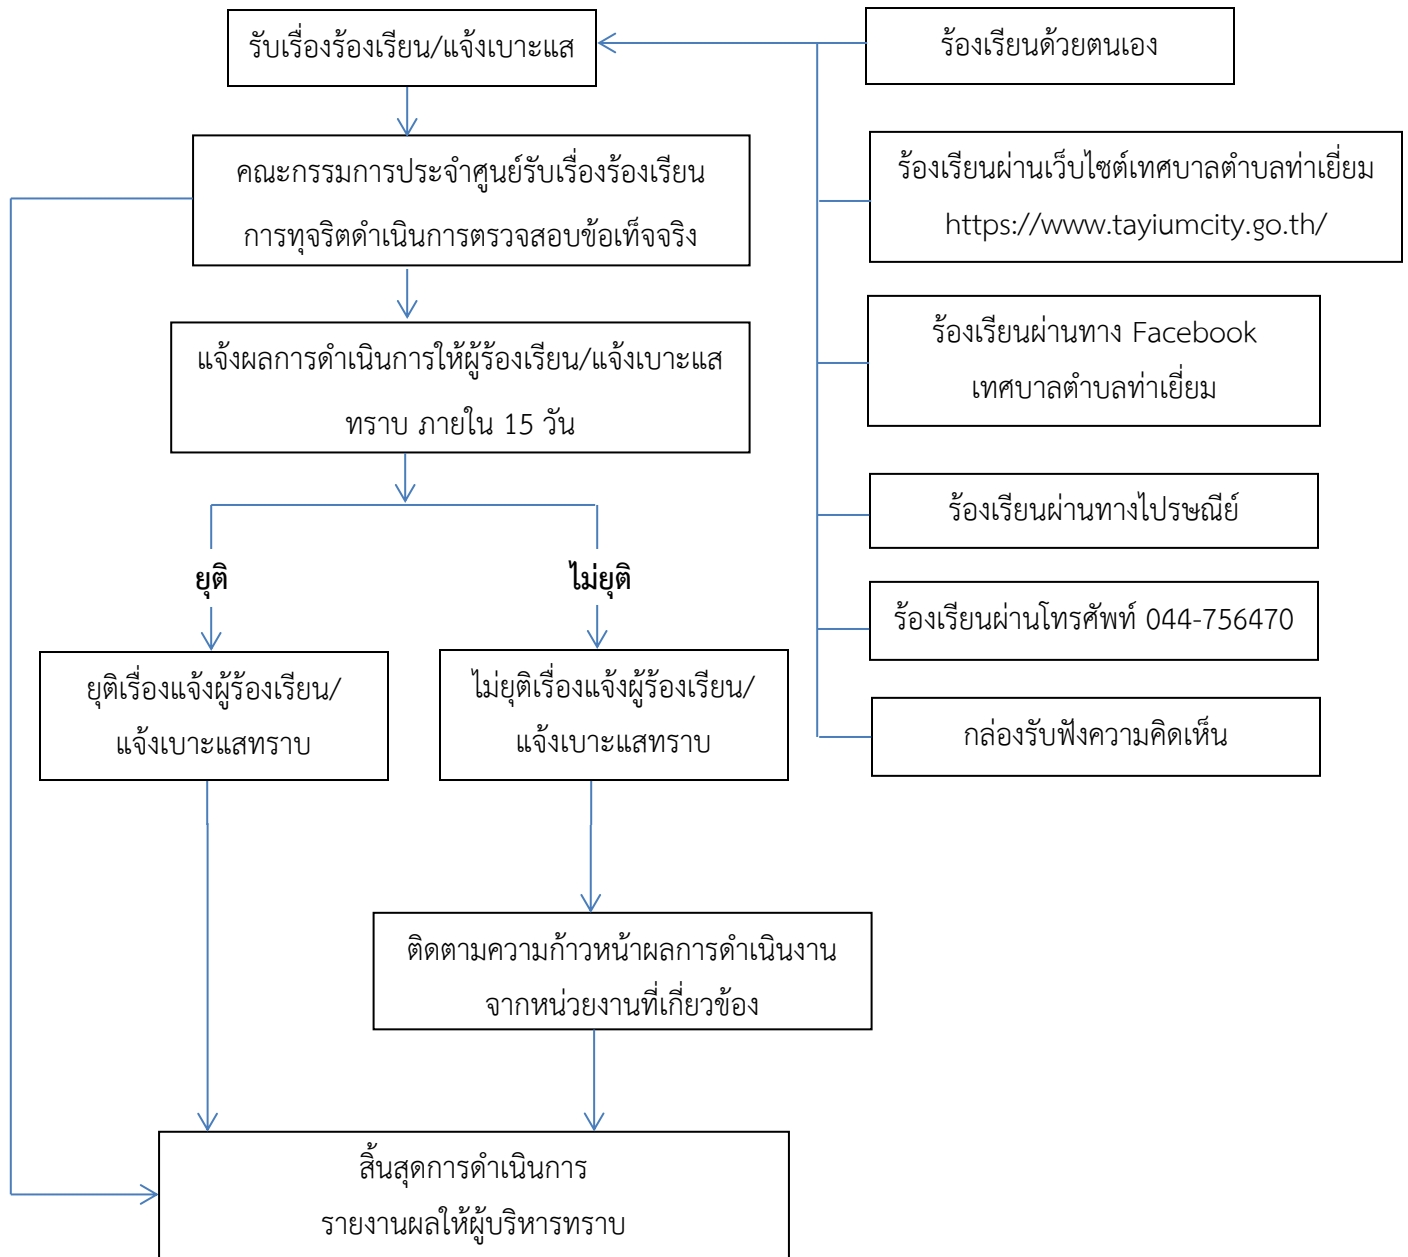 รับเรื่องร้องเรียน/แจ้งเบาะแส
คณะกรรมการประจำศูนย์รับเรื่องร้องเรียน
การทุจริตดำเนินการตรวจสอบข้อเท็จจริง
แจ้งผลการดำเนินการให้ผู้ร้องเรียน/แจ้งเบาะแส
ทราบ ภายใน 15 วัน
ยุติ
ไม่ยุติ
ยุติเรื่องแจ้งผู้ร้องเรียน/
แจ้งเบาะแสทราบ
ไม่ยุติเรื่องแจ้งผู้ร้องเรียน/
แจ้งเบาะแสทราบ
ติดตามความก้าวหน้าผลการดำเนินงาน
จากหน่วยงานที่เกี่ยวข้อง
สิ้นสุดการดำเนินการ
รายงานผลให้ผู้บริหารทราบ
ร้องเรียนด้วยตนเอง
ร้องเรียนผ่านเว็บไซต์เทศบาลตำบลท่าเยี่ยม
https://www.tayiumcity.go.th/
ร้องเรียนผ่านทาง Facebook
เทศบาลตำบลท่าเยี่ยม
ร้องเรียนผ่านทางไปรษณีย์
ร้องเรียนผ่านโทรศัพท์ 044-756470
กล่องรับฟังความคิดเห็น